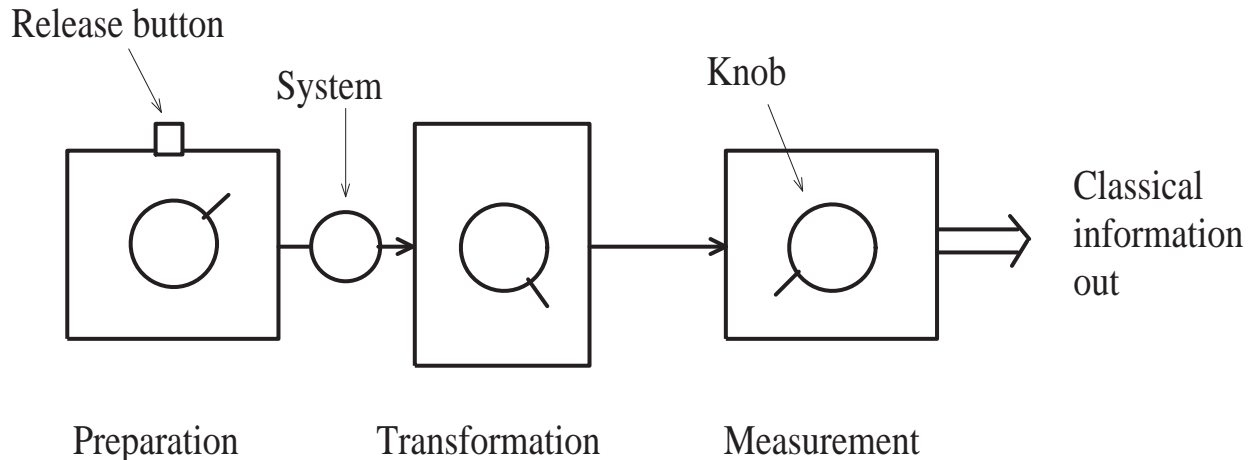 Release button
System
Knob
Classical
information
out
Preparation
Transformation
Measurement